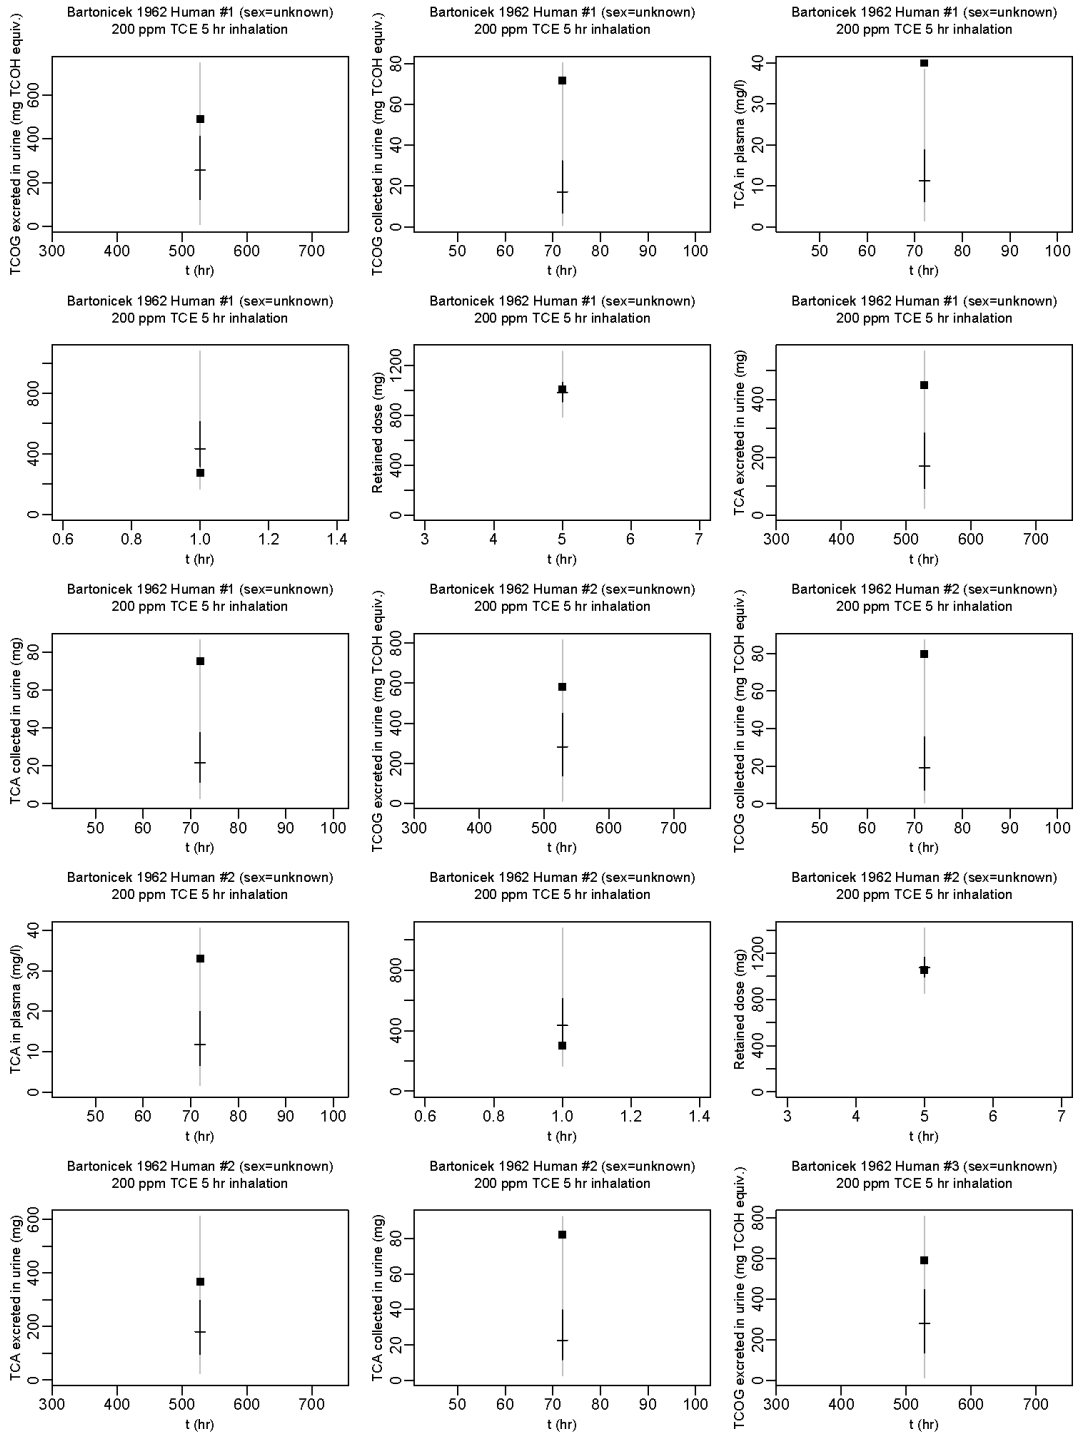 Bartonicek 1962 Human #1 (sex=unknown)
200 ppm TCE 5 hr inhalation
TCOG excreted in urine (mg TCOH equiv.)
0 200 400 600
300 400 500 600 700
t (hr)
Bartonicek 1962 Human #1 (sex=unknown)
200 ppm TCE 5 hr inhalation
TCOG collected in urine (mg TCOH equiv.)
0 20 40 60 80
50 60 70 80 90 100
t (hr)
Bartonicek 1962 Human #1 (sex=unknown)
200 ppm TCE 5 hr inhalation
TCA in plasma (mg/l)
0 10 20 30 40
50 60 70 80 90 100
t (hr)
Bartonicek 1962 Human #1 (sex=unknown)
200 ppm TCE 5 hr inhalation
0 400 800
0.6 0.8 1.0 1.2 1.4
t (hr)
Bartonicek 1962 Human #1 (sex=unknown)
200 ppm TCE 5 hr inhalation
Retained dose (mg)
0 400 800 1200
3 4 5 6 7
t (hr)
Bartonicek 1962 Human #1 (sex=unknown)
200 ppm TCE 5 hr inhalation
TCA excreted in urine (mg)
0 200 400
300 400 500 600 700
t (hr)
Bartonicek 1962 Human #1 (sex=unknown)
200 ppm TCE 5 hr inhalation
TCA collected in urine (mg)
0 20 40 60 80
50 60 70 80 90 100
t (hr)
Bartonicek 1962 Human #2 (sex=unknown)
200 ppm TCE 5 hr inhalation
TCOG excreted in urine (mg TCOH equiv.)
0 200 400 600 800
300 400 500 600 700
t (hr)
Bartonicek 1962 Human #2 (sex=unknown)
200 ppm TCE 5 hr inhalation
TCOG collected in urine (mg TCOH equiv.)
0 20 40 60 80
50 60 70 80 90 100
t (hr)
Bartonicek 1962 Human #2 (sex=unknown)
200 ppm TCE 5 hr inhalation
TCA in plasma (mg/l)
0 10 20 30 40
50 60 70 80 90 100
t (hr)
Bartonicek 1962 Human #2 (sex=unknown)
200 ppm TCE 5 hr inhalation
0 400 800
0.6 0.8 1.0 1.2 1.4
t (hr)
Bartonicek 1962 Human #2 (sex=unknown)
200 ppm TCE 5 hr inhalation
Retained dose (mg)
0 400 800 1200
3 4 5 6 7
t (hr)
Bartonicek 1962 Human #2 (sex=unknown)
200 ppm TCE 5 hr inhalation
TCA excreted in urine (mg)
0 200 400 600
300 400 500 600 700
t (hr)
Bartonicek 1962 Human #2 (sex=unknown)
200 ppm TCE 5 hr inhalation
TCA collected in urine (mg)
0 20 40 60 80
50 60 70 80 90 100
t (hr)
Bartonicek 1962 Human #3 (sex=unknown)
200 ppm TCE 5 hr inhalation
TCOG excreted in urine (mg TCOH equiv.)
0 200 400 600 800
300 400 500 600 700
t (hr)